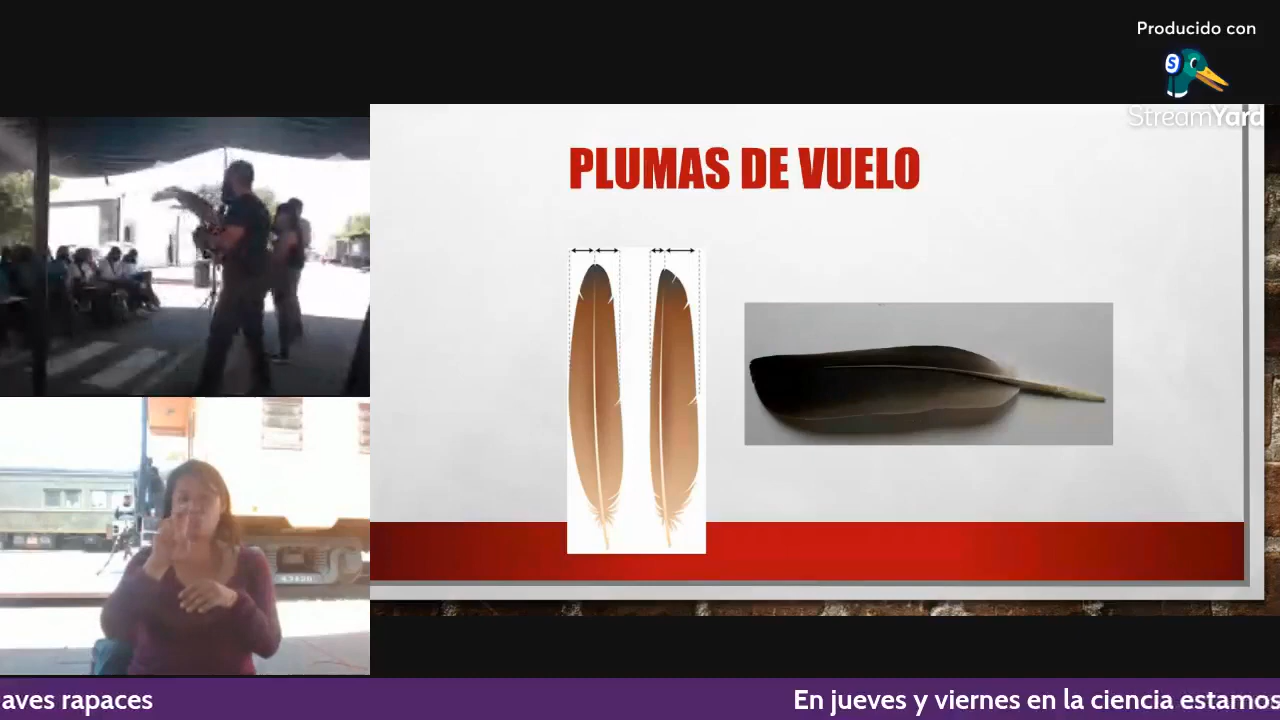 Producido con
S
StreamYard
PLUMAS DE VUELO
aves rapaces
En jueves y viernes en la ciencia estamos